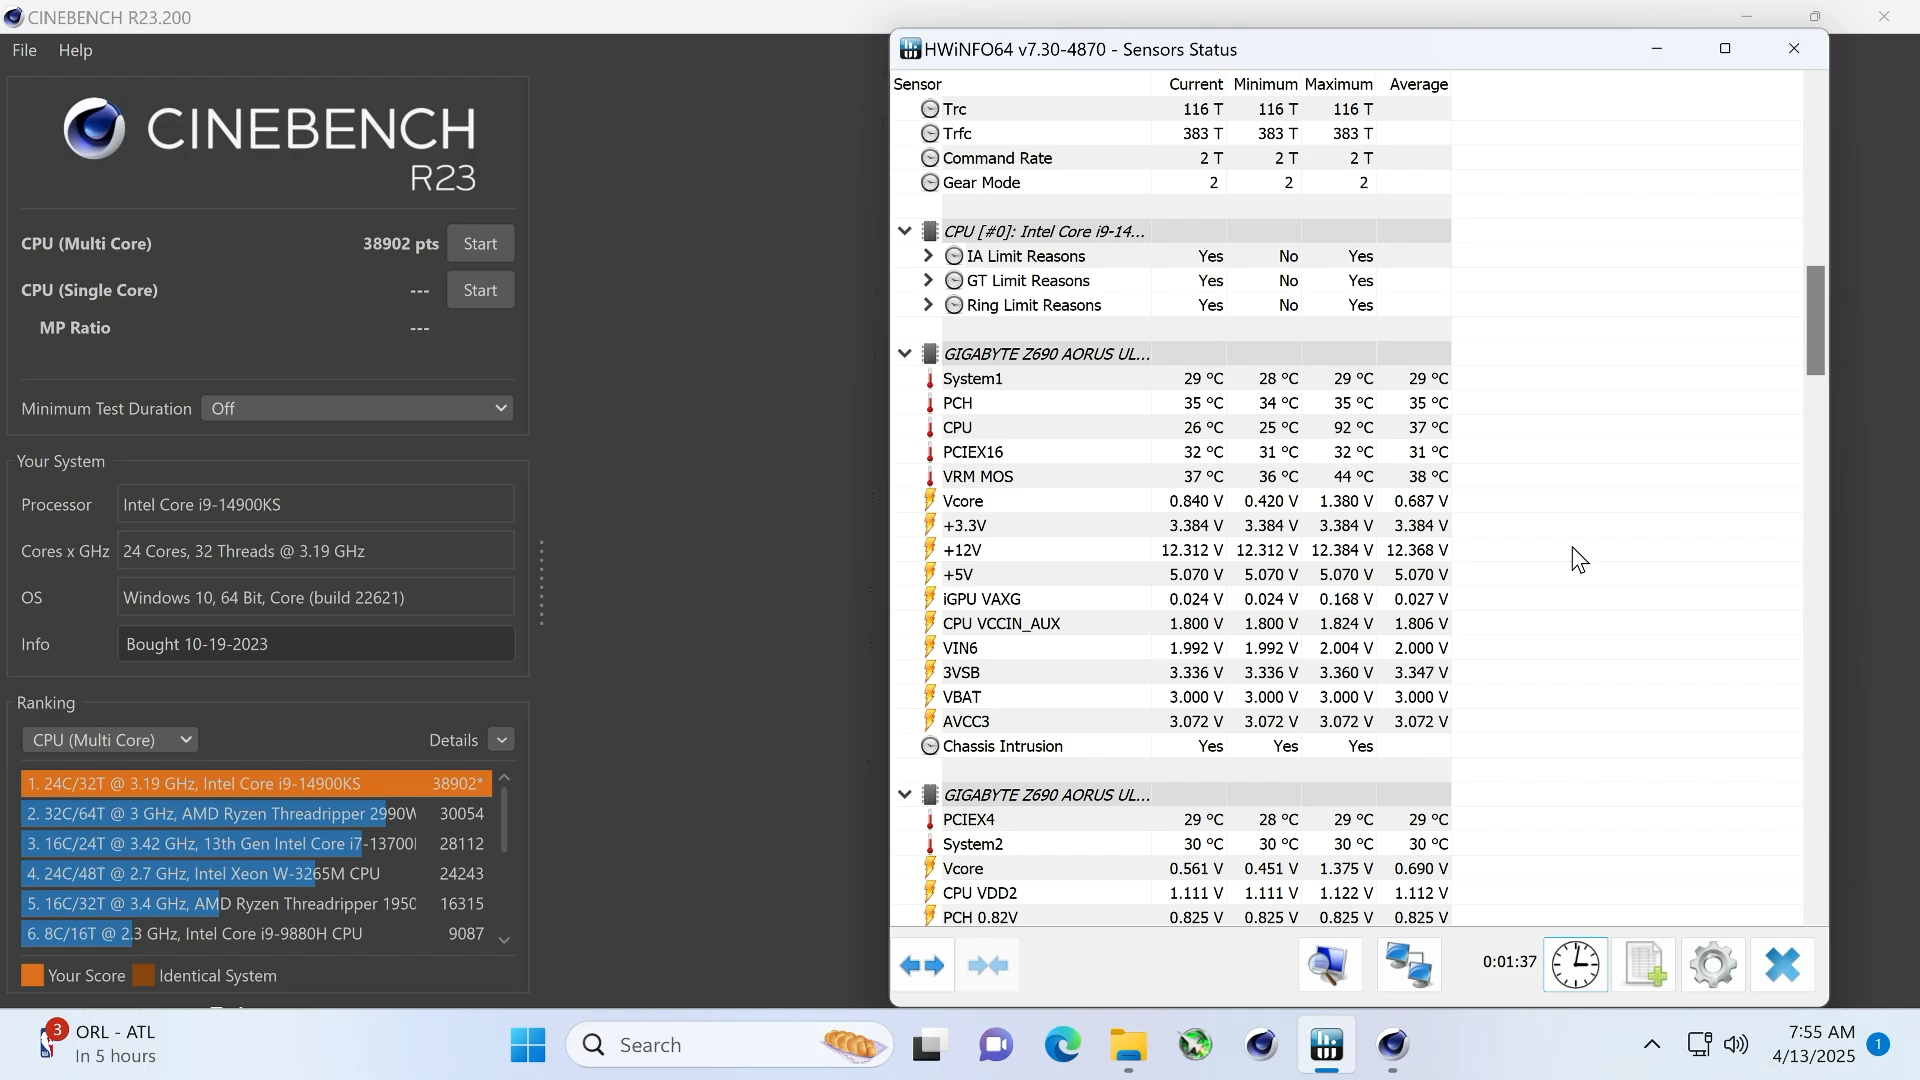 CINEBENCH R23.200
File Help
CINEBENCH
R23
CPU (Multi Core) 38902 pts Start
CPU (Single Core) --- Start
MP Ratio ---
Minimum Test Duration Off
Your System
Processor Intel Core i9-14900KS
Cores x GHz 24 Cores, 32 Threads @ 3.19 GHz
OS Windows 10, 64 Bit, Core (build 22621)
Info Bought 10-19-2023
Ranking
CPU (Multi Core) Details
1. 24C/32T @ 3.19 GHz, Intel Core i9-14900KS 38902*
2. 32C/64T @ 3 GHz, AMD Ryzen Threadripper 2990W 30054
3. 16C/24T @ 3.42 GHz, 13th Gen Intel Core i7-13700 28112
4. 24C/48T @ 2.7 GHz, Intel Xeon W-3265M CPU 24243
5. 16C/32T @ 3.4 GHz, AMD Ryzen Threadripper 1950 16315
6. 8C/16T @ 2.3 GHz, Intel Core i9-9880H CPU 9087
Your Score Identical System
HWiNFO64 v7.30-4870 - Sensors Status
Sensor Current Minimum Maximum Average
Trc 116 T 116 T 116 T
Trfc 383 T 383 T 383 T
Command Rate 2 T 2 T 2 T
Gear Mode 2 2 2
CPU [#0]: Intel Core i9-14...
IA Limit Reasons Yes No Yes
GT Limit Reasons Yes No Yes
Ring Limit Reasons Yes No Yes
GIGABYTE Z690 AORUS UL...
System1 29 °C 28 °C 29 °C 29 °C
PCH 35 °C 34 °C 35 °C 35 °C
CPU 26 °C 25 °C 92 °C 37 °C
PCIEX16 32 °C 31 °C 32 °C 31 °C
VRM MOS 37 °C 36 °C 44 °C 38 °C
Vcore 0.840 V 0.420 V 1.380 V 0.687 V
+3.3V 3.384 V 3.384 V 3.384 V 3.384 V
+12V 12.312 V 12.312 V 12.384 V 12.368 V
+5V 5.070 V 5.070 V 5.070 V 5.070 V
iGPU VAXG 0.024 V 0.024 V 0.168 V 0.027 V
CPU VCCIN_AUX 1.800 V 1.800 V 1.824 V 1.806 V
VIN6 1.992 V 1.992 V 2.004 V 2.000 V
3VSB 3.336 V 3.336 V 3.360 V 3.347 V
VBAT 3.000 V 3.000 V 3.000 V 3.000 V
AVCC3 3.072 V 3.072 V 3.072 V 3.072 V
Chassis Intrusion Yes Yes Yes
GIGABYTE Z690 AORUS UL...
PCIEX4 29 °C 28 °C 29 °C 29 °C
System2 30 °C 30 °C 30 °C 30 °C
Vcore 0.561 V 0.451 V 1.375 V 0.690 V
CPU VDD2 1.111 V 1.111 V 1.122 V 1.112 V
PCH 0.82V 0.825 V 0.825 V 0.825 V 0.825 V
0:01:37
3 ORL - ATL
In 5 hours
Search
7:55 AM
4/13/2025
1